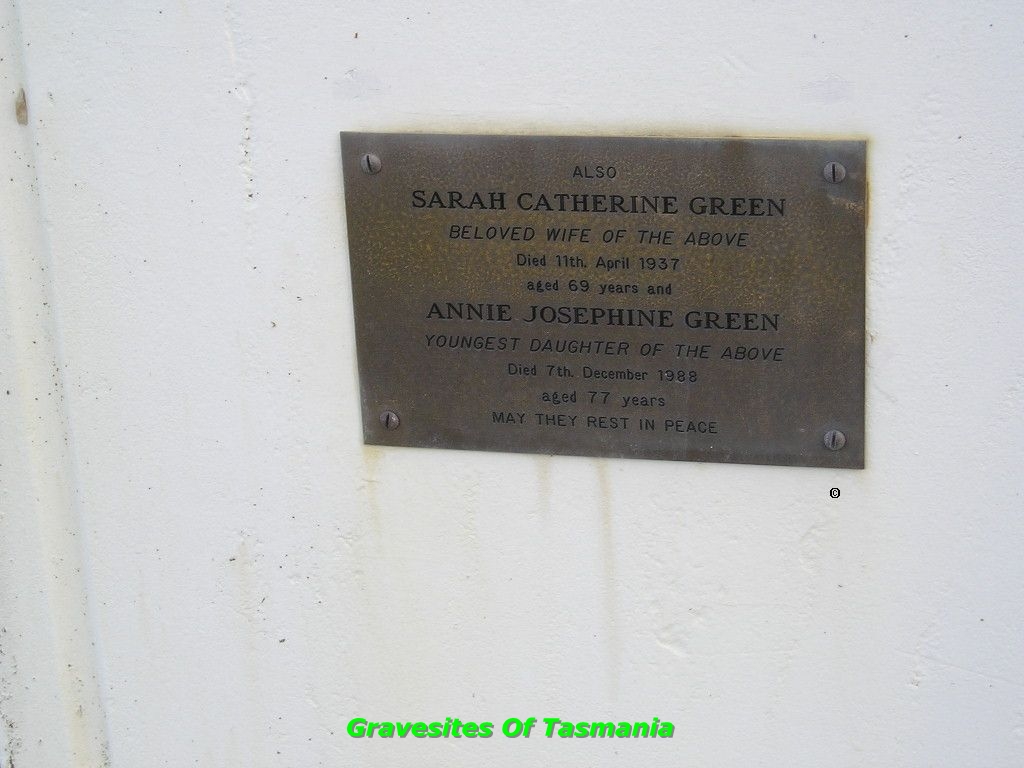 ALSO
SARAH CATHERINE GREEN
BELOVED WIFE OF THE ABOVE
Died 11th. April 1937
aged 69 years and
ANNIE JOSEPHINE GREEN
YOUNGEST DAUGHTER OF THE ABOVE
Died 7th. December 1988
aged 77 years
MAY THEY REST IN PEACE
©
Gravesites Of Tasmania